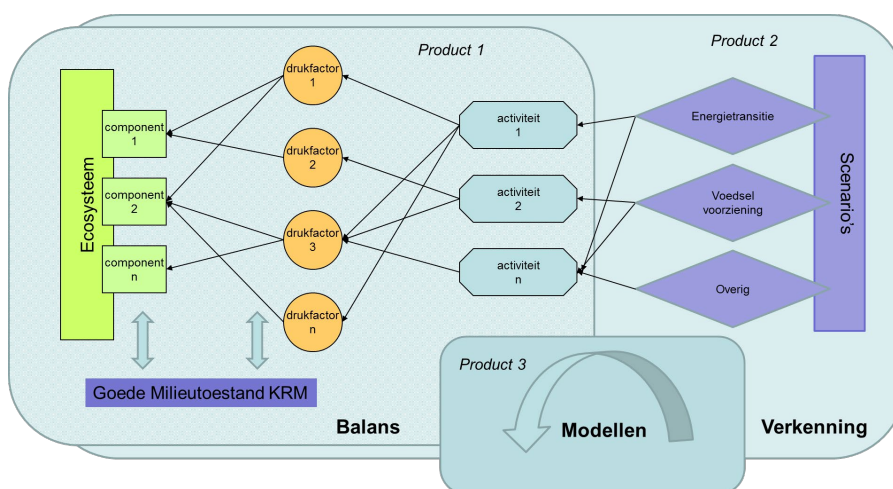 Product 1
Product 2
Ecosysteem
component
1
component
2
component
n
drukfactor
1
drukfactor
2
drukfactor
3
drukfactor
n
activiteit
1
activiteit
2
activiteit
n
Energietransitie
Voedsel
voorziening
Overig
Scenario's
Goede Milieutoestand KRM
Balans
Product 3
Modellen
Verkenning